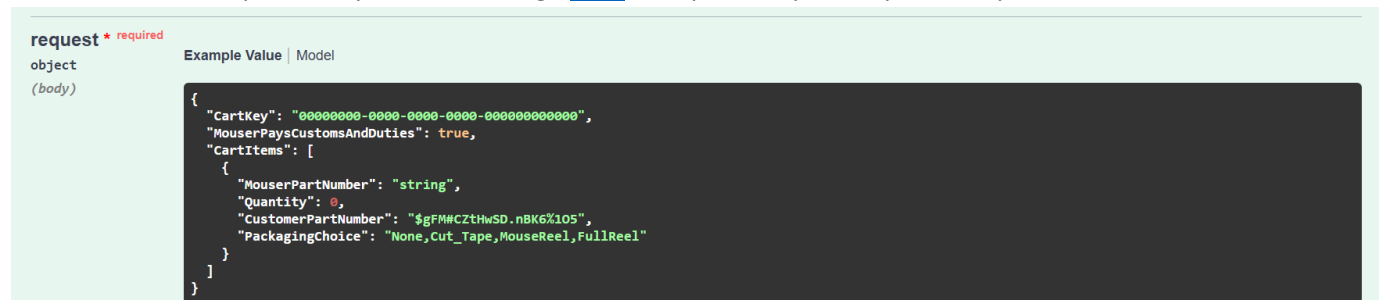 request * required
object
(body)
Example Value | Model
{
  "CartKey": "00000000-0000-0000-0000-000000000000",
  "MouserPaysCustomsAndDuties": true,
  "CartItems": [
    {
      "MouserPartNumber": "string",
      "Quantity": 0,
      "CustomerPartNumber": "$gFM#CZtHwSD.nBK6%1O5",
      "PackagingChoice": "None,Cut_Tape,MouseReel,FullReel"
    }
  ]
}